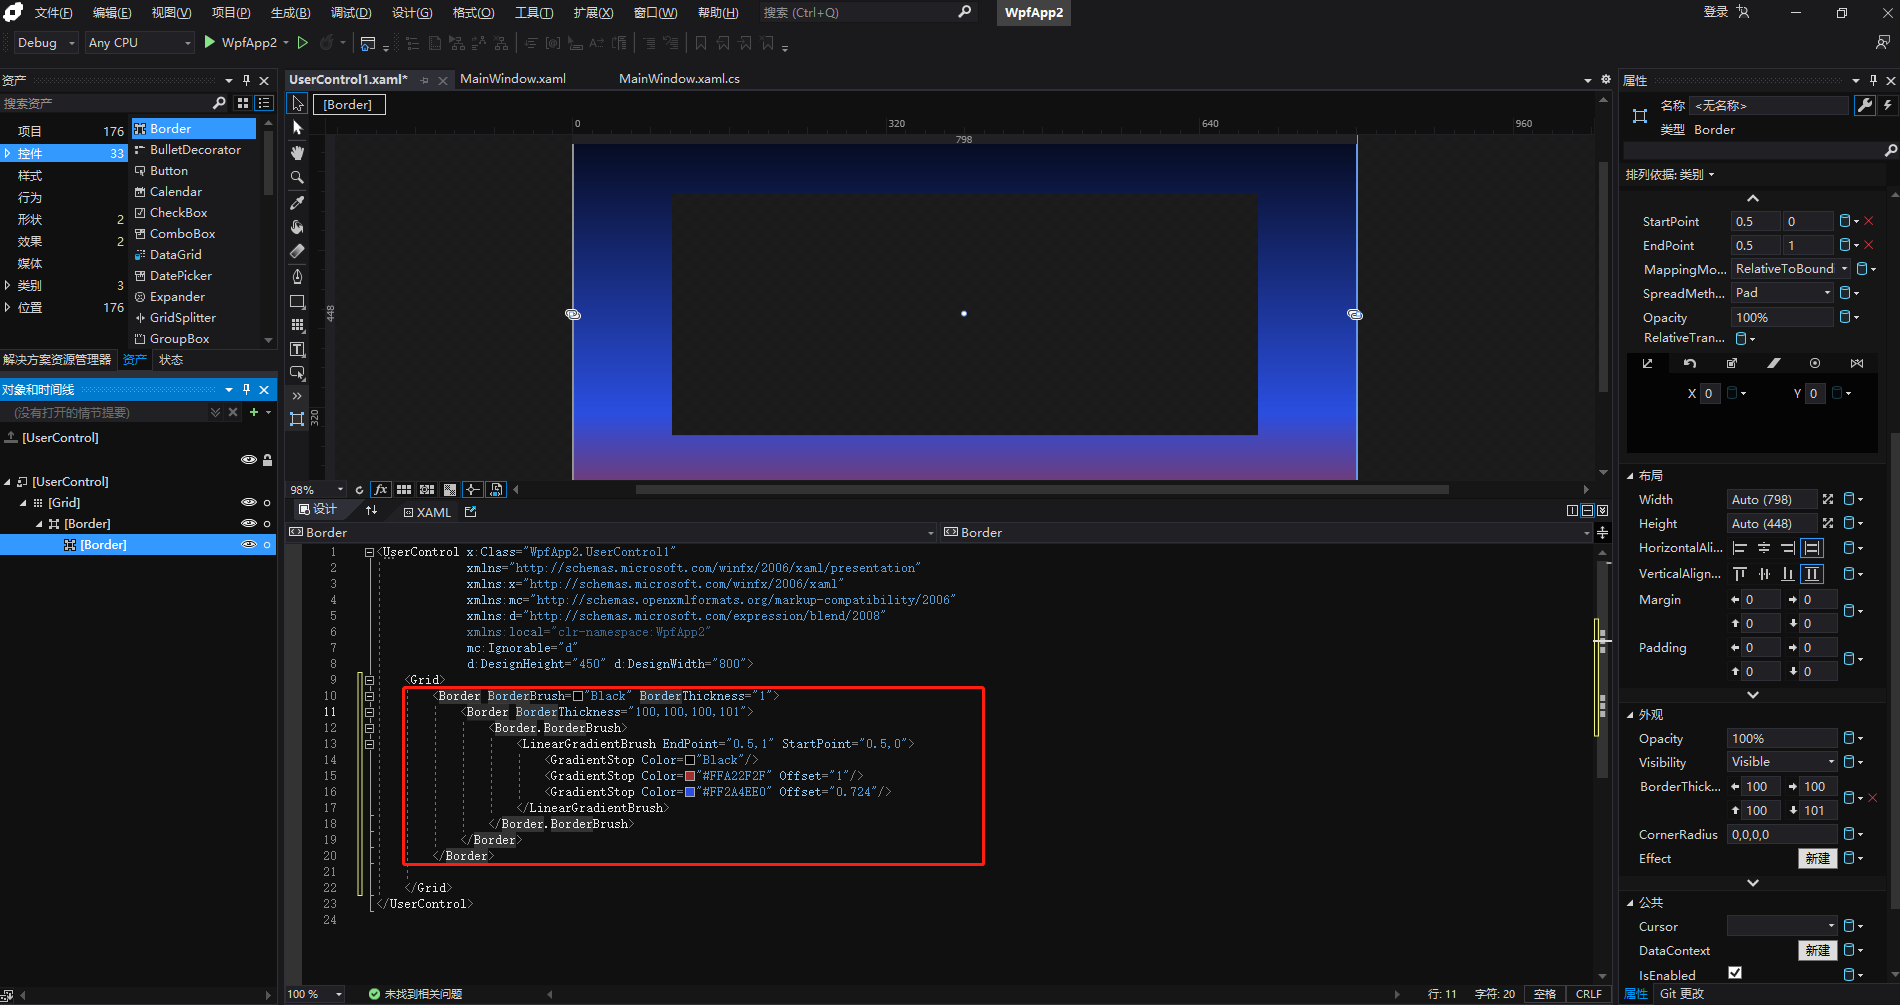 文件(F) 编辑(E) 视图(V) 项目(P) 生成(B) 调试(D) 设计(G) 格式(O) 工具(T) 扩展(X) 窗口(W) 帮助(H) 搜索 (Ctrl+Q) WpfApp2 登录
Debug Any CPU WpfApp2
资产
搜索资产
项目 176
控件 33
样式
行为
形状 2
效果 2
媒体
类别 3
位置 176
Border
BulletDecorator
Button
Calendar
CheckBox
ComboBox
DataGrid
DatePicker
Expander
GridSplitter
GroupBox
解决方案资源管理器 资产 状态
对象和时间线
(没有打开的情节提要)
[UserControl]
[UserControl]
[Grid]
[Border]
[Border]
UserControl1.xaml* MainWindow.xaml MainWindow.xaml.cs
[Border]
0 320 640 960
798
448
320
98% fx
设计 XAML
Border Border
1 <UserControl x:Class="WpfApp2.UserControl1"
2 xmlns="http://schemas.microsoft.com/winfx/2006/xaml/presentation"
3 xmlns:x="http://schemas.microsoft.com/winfx/2006/xaml"
4 xmlns:mc="http://schemas.openxmlformats.org/markup-compatibility/2006"
5 xmlns:d="http://schemas.microsoft.com/expression/blend/2008"
6 xmlns:local="clr-namespace:WpfApp2"
7 mc:Ignorable="d"
8 d:DesignHeight="450" d:DesignWidth="800">
9 <Grid>
10 <Border BorderBrush="Black" BorderThickness="1">
11 <Border BorderThickness="100,100,100,101">
12 <Border.BorderBrush>
13 <LinearGradientBrush EndPoint="0.5,1" StartPoint="0.5,0">
14 <GradientStop Color="Black"/>
15 <GradientStop Color="#FFA22F2F" Offset="1"/>
16 <GradientStop Color="#FF2A4EE0" Offset="0.724"/>
17 </LinearGradientBrush>
18 </Border.BorderBrush>
19 </Border>
20 </Border>
21
22 </Grid>
23 </UserControl>
24
100 % 未找到相关问题 行: 11 字符: 20 空格 CRLF
属性
名称 <无名称>
类型 Border
排列依据: 类别
StartPoint 0.5 0
EndPoint 0.5 1
MappingMo... RelativeToBound
SpreadMeth... Pad
Opacity 100%
RelativeTran...
X 0 Y 0
布局
Width Auto (798)
Height Auto (448)
HorizontalAli...
VerticalAlign...
Margin 0 0
0 0
Padding 0 0
0 0
外观
Opacity 100%
Visibility Visible
BorderThick... 100 100
100 101
CornerRadius 0,0,0,0
Effect 新建
公共
Cursor
DataContext 新建
IsEnabled
属性 Git 更改